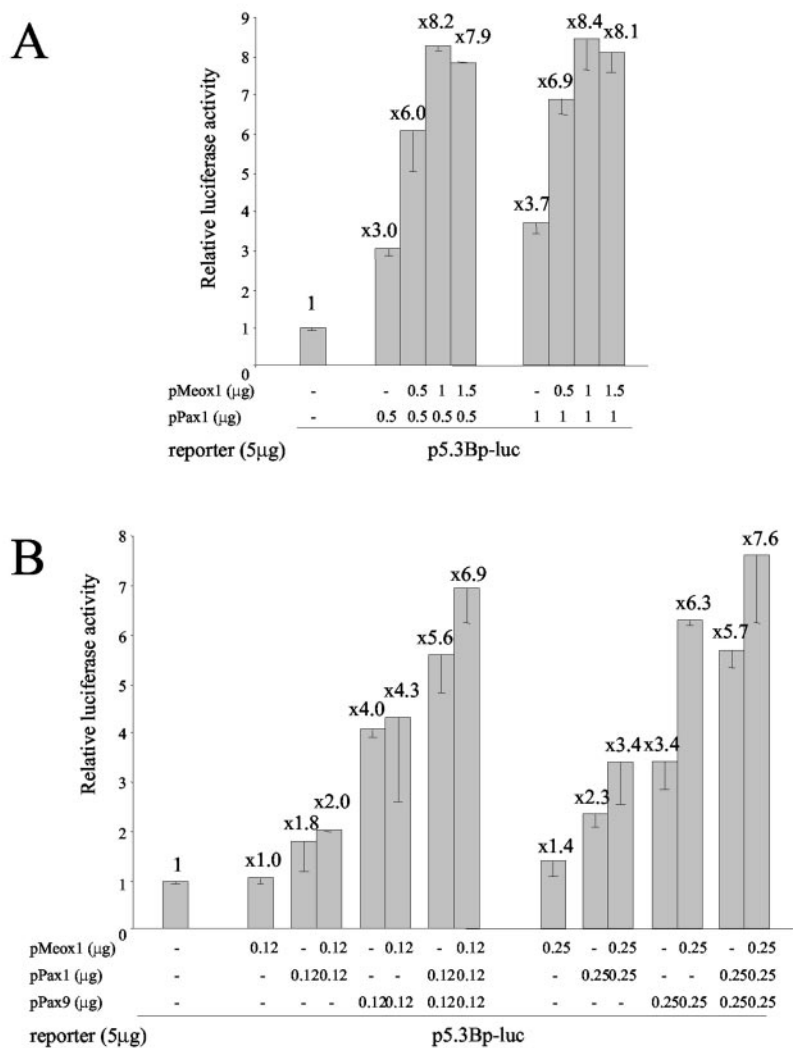 A
Relative luciferase activity
9
8
7
6
5
4
3
2
1
0
1
x3.0
x6.0
x8.2
x7.9
x3.7
x6.9
x8.4
x8.1
pMeox1 (μg) - - 0.5 1 1.5 - 0.5 1 1.5
pPax1 (μg) - 0.5 0.5 0.5 0.5 1 1 1 1
reporter (5μg) p5.3Bp-luc
B
Relative luciferase activity
8
7
6
5
4
3
2
1
0
1
x1.0
x1.8
x2.0
x4.0
x4.3
x5.6
x6.9
x1.4
x2.3
x3.4
x3.4
x6.3
x5.7
x7.6
pMeox1 (μg) - 0.12 - 0.12 - 0.12 - 0.12 0.25 - 0.25 - 0.25 - 0.25
pPax1 (μg) - - 0.12 0.12 - - 0.12 0.12 - 0.25 0.25 - - 0.25 0.25
pPax9 (μg) - - - - 0.12 0.12 0.12 0.12 - - - 0.25 0.25 0.25 0.25
reporter (5μg) p5.3Bp-luc